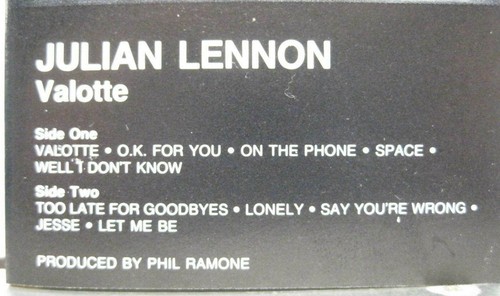 JULIAN LENNON
Valotte
Side One
VALOTTE • O.K. FOR YOU • ON THE PHONE • SPACE •
WELL I DON'T KNOW
Side Two
TOO LATE FOR GOODBYES • LONELY • SAY YOU'RE WRONG •
JESSE • LET ME BE
PRODUCED BY PHIL RAMONE